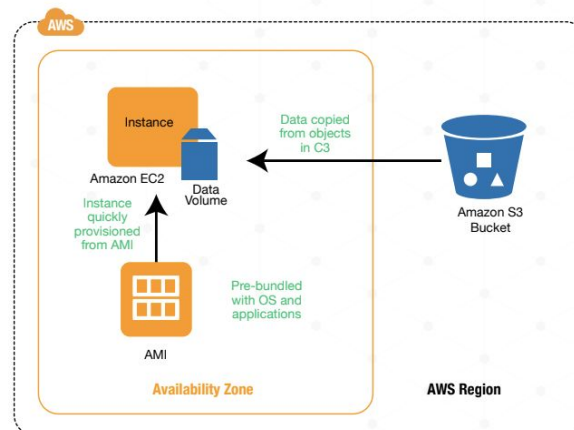 AWS
Instance
Amazon EC2
Data
Volume
Data copied
from objects
in C3
Amazon S3
Bucket
Instance
quickly
provisioned
from AMI
Pre-bundled
with OS and
applications
AMI
Availability Zone
AWS Region